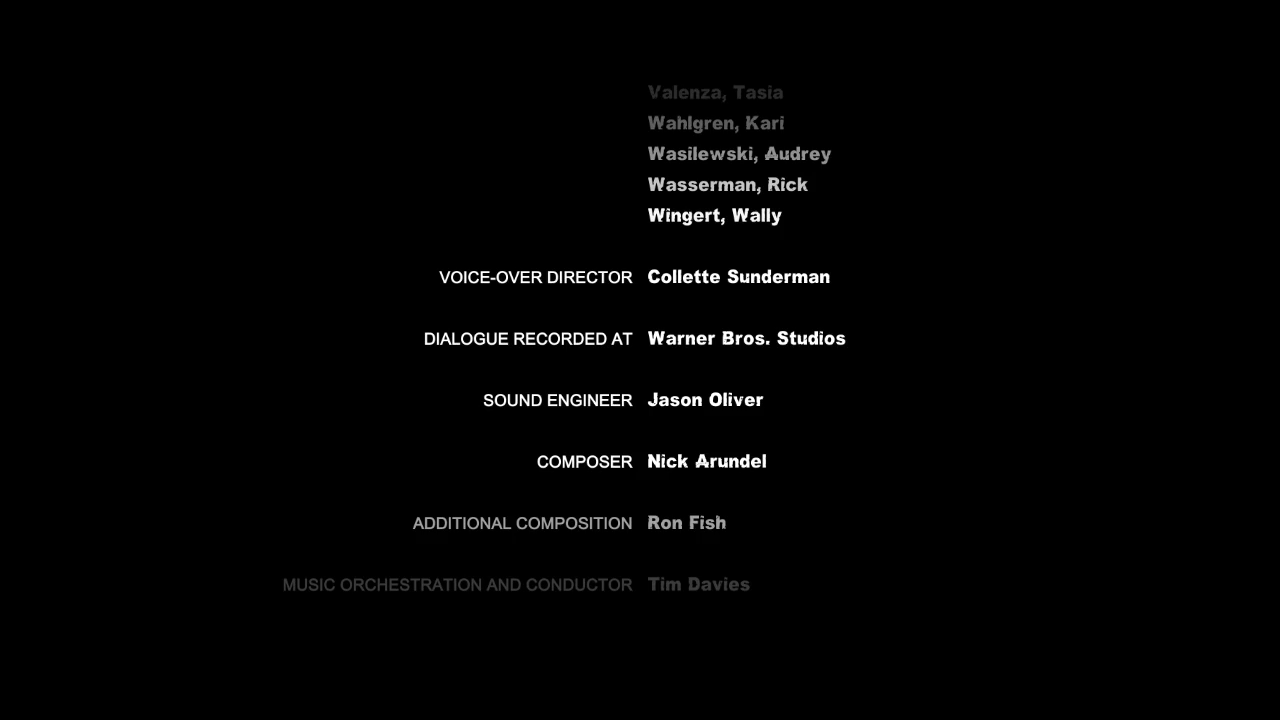 Valenza, Tasia
Wahlgren, Kari
Wasilewski, Audrey
Wasserman, Rick
Wingert, Wally
VOICE-OVER DIRECTOR Collette Sunderman
DIALOGUE RECORDED AT Warner Bros. Studios
SOUND ENGINEER Jason Oliver
COMPOSER Nick Arundel
ADDITIONAL COMPOSITION Ron Fish
MUSIC ORCHESTRATION AND CONDUCTOR Tim Davies